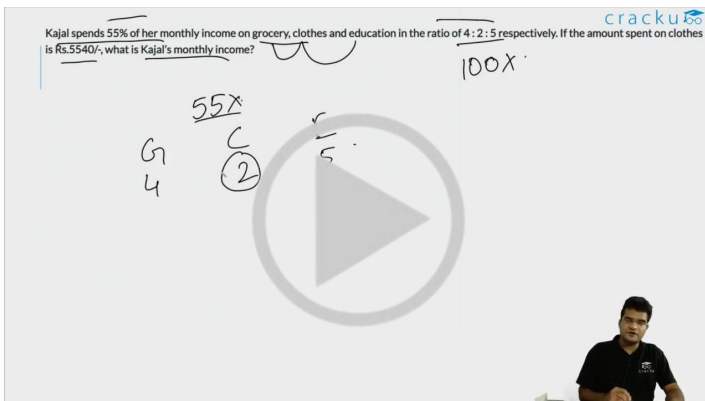 cracku
Kajal spends 55% of her monthly income on grocery, clothes and education in the ratio of 4 : 2 : 5 respectively. If the amount spent on clothes
is Rs.5540/-, what is Kajal's monthly income?
100X
55X
G C
4 2 5